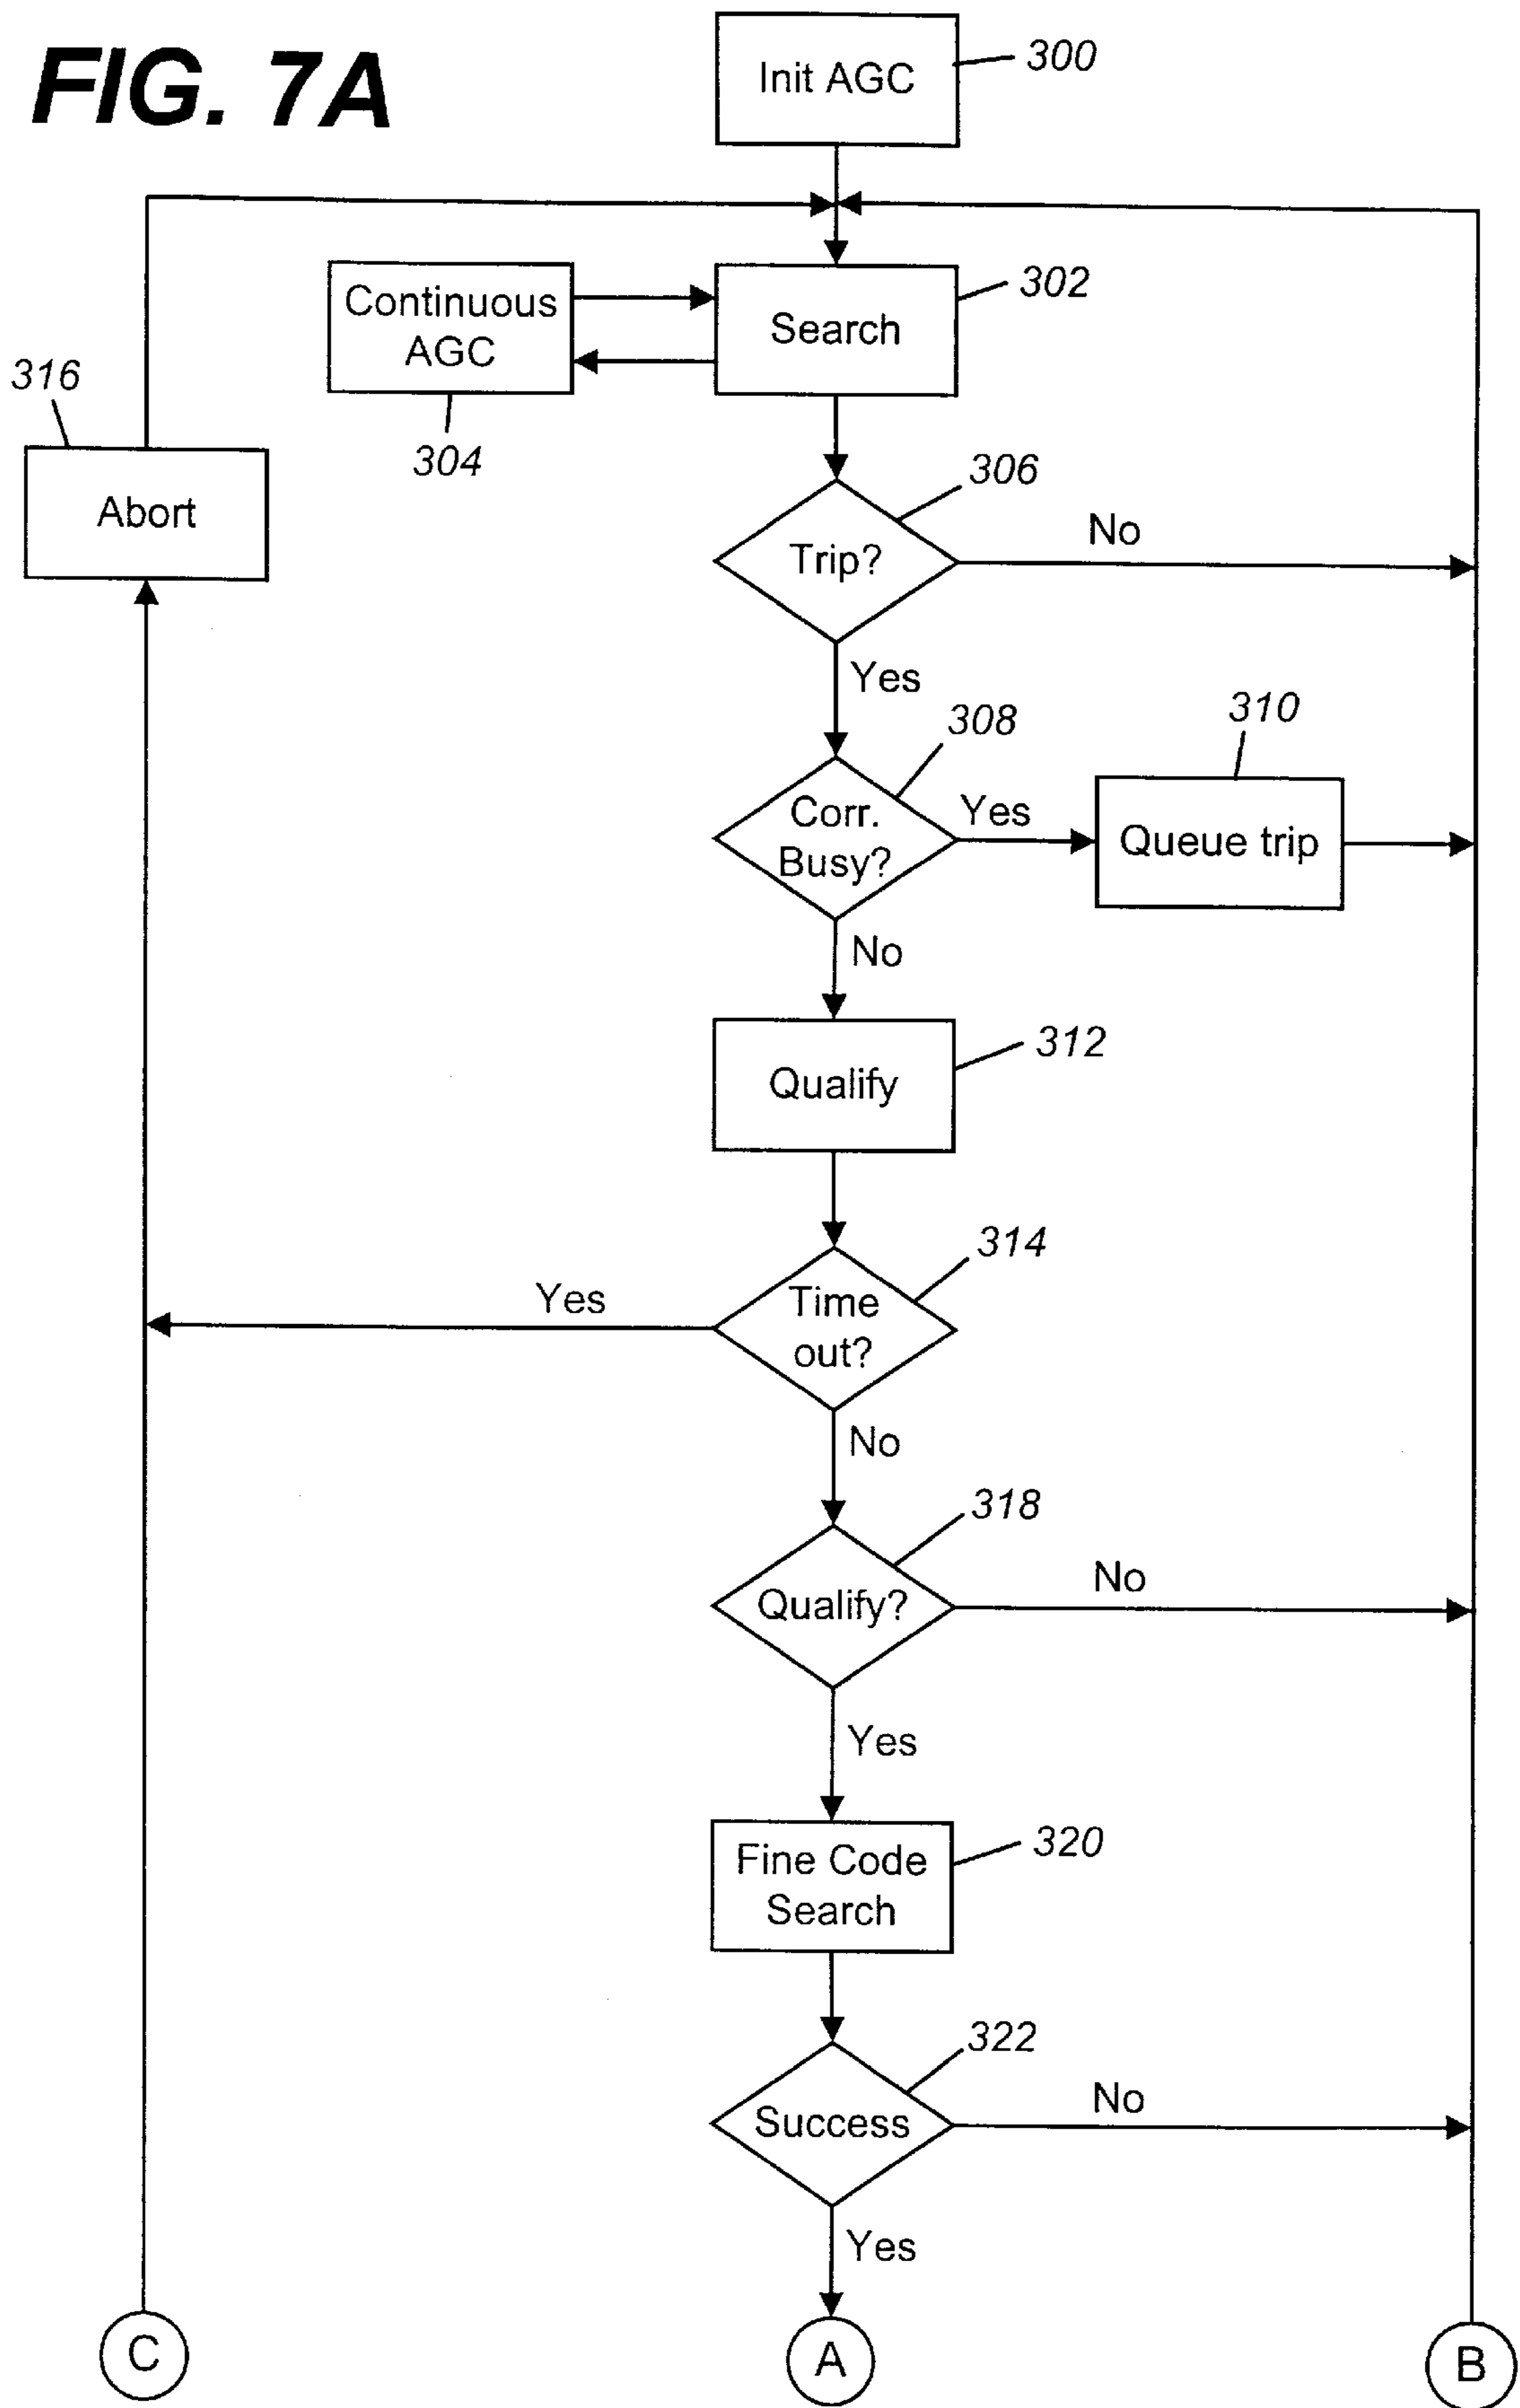 FIG. 7A
Init AGC
300
Continuous
AGC
304
Search
302
316
Abort
306
Trip?
No
Yes
308
Corr.
Busy?
Yes
310
Queue trip
No
Qualify
312
314
Time
out?
Yes
No
318
Qualify?
No
Yes
Fine Code
Search
320
322
Success
No
Yes
C
A
B